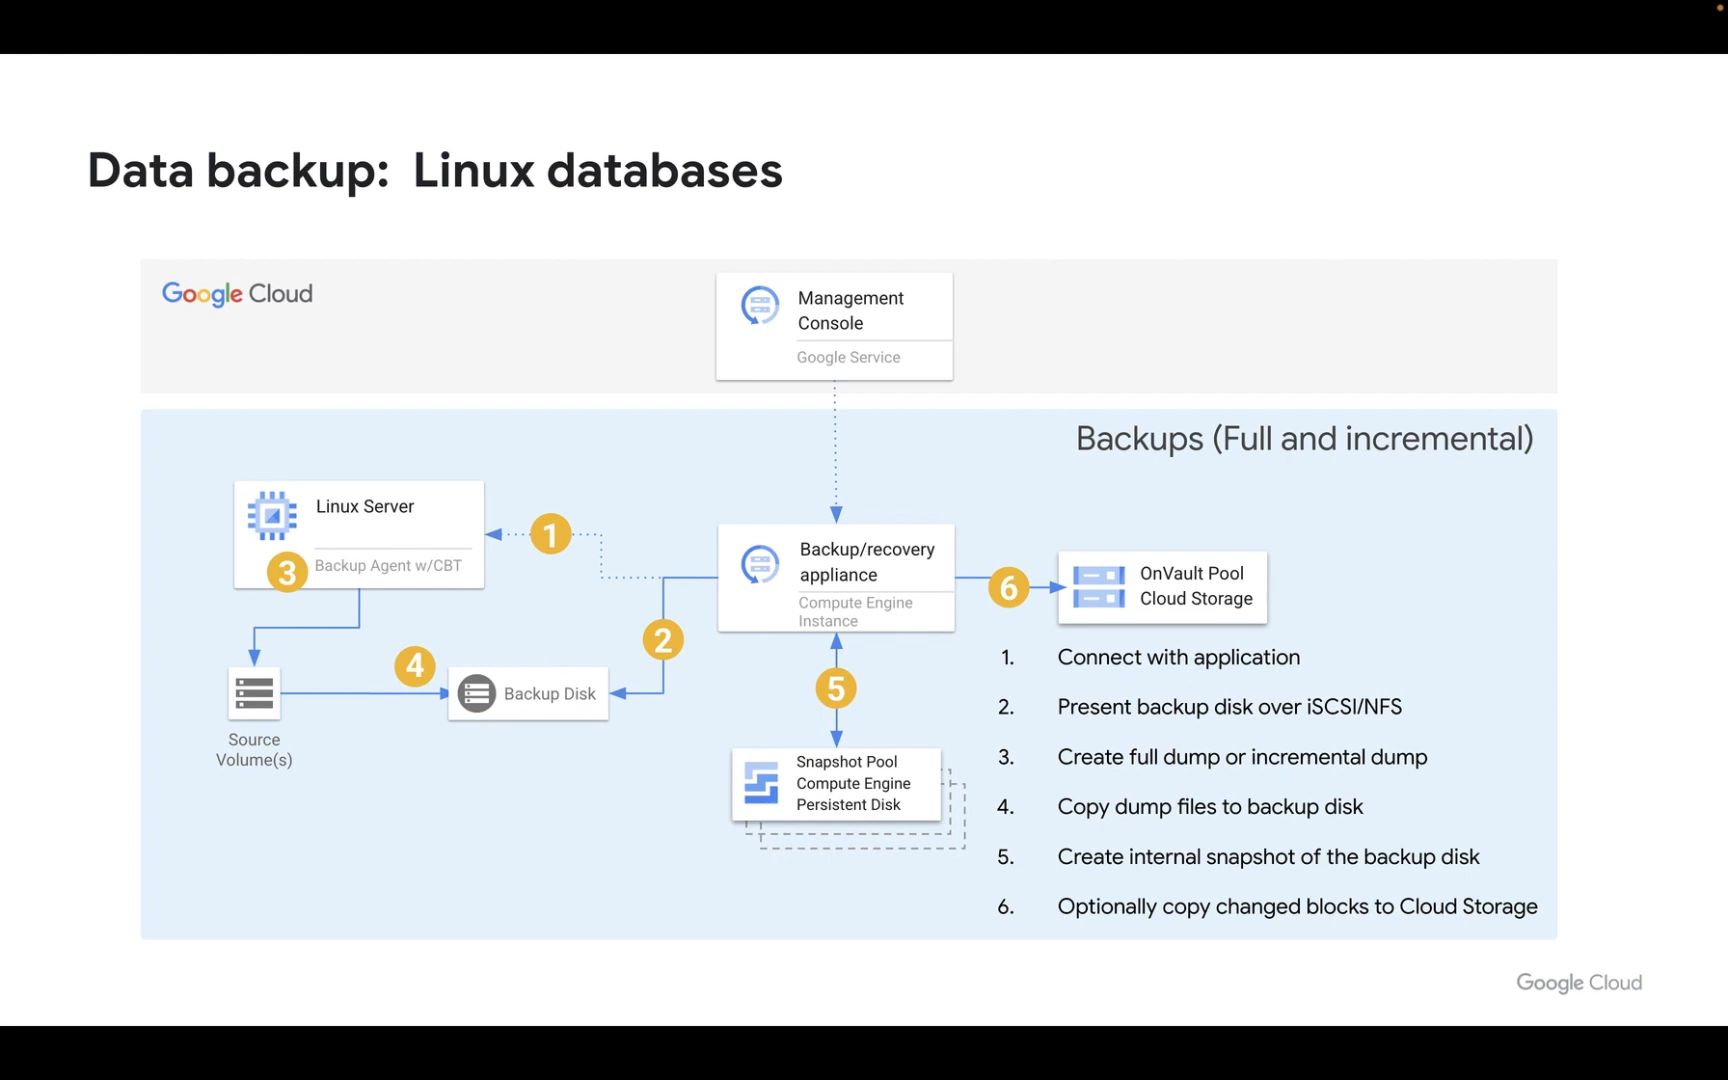 Data backup: Linux databases
Google Cloud
Management
Console
Google Service
Backups (Full and incremental)
Linux Server
Backup Agent w/CBT
1
3
Backup/recovery
appliance
Compute Engine
Instance
6
OnVault Pool
Cloud Storage
2
4
Backup Disk
5
Source
Volume(s)
Snapshot Pool
Compute Engine
Persistent Disk
1. Connect with application
2. Present backup disk over iSCSI/NFS
3. Create full dump or incremental dump
4. Copy dump files to backup disk
5. Create internal snapshot of the backup disk
6. Optionally copy changed blocks to Cloud Storage
Google Cloud